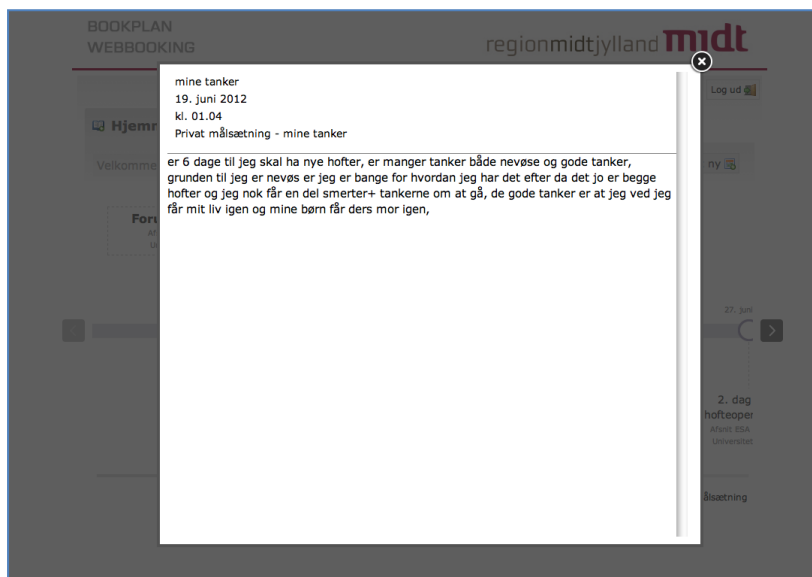 BOOKPLAN
WEBBOOKING
regionmidtjylland midt
Log ud
mine tanker
19. juni 2012
kl. 01.04
Privat målsætning - mine tanker
er 6 dage til jeg skal ha nye hofter, er manger tanker både nevøse og gode tanker,
grunden til jeg er nevøs er jeg er bange for hvordan jeg har det efter da det jo er begge
hofter og jeg nok får en del smerter+ tankerne om at gå, de gode tanker er at jeg ved jeg
får mit liv igen og mine børn får ders mor igen,
Hjemm
Velkomme
ny
Foru
27. juni
2. dag
hofteoper
Afsnit ESA
Universitet
ålsætning